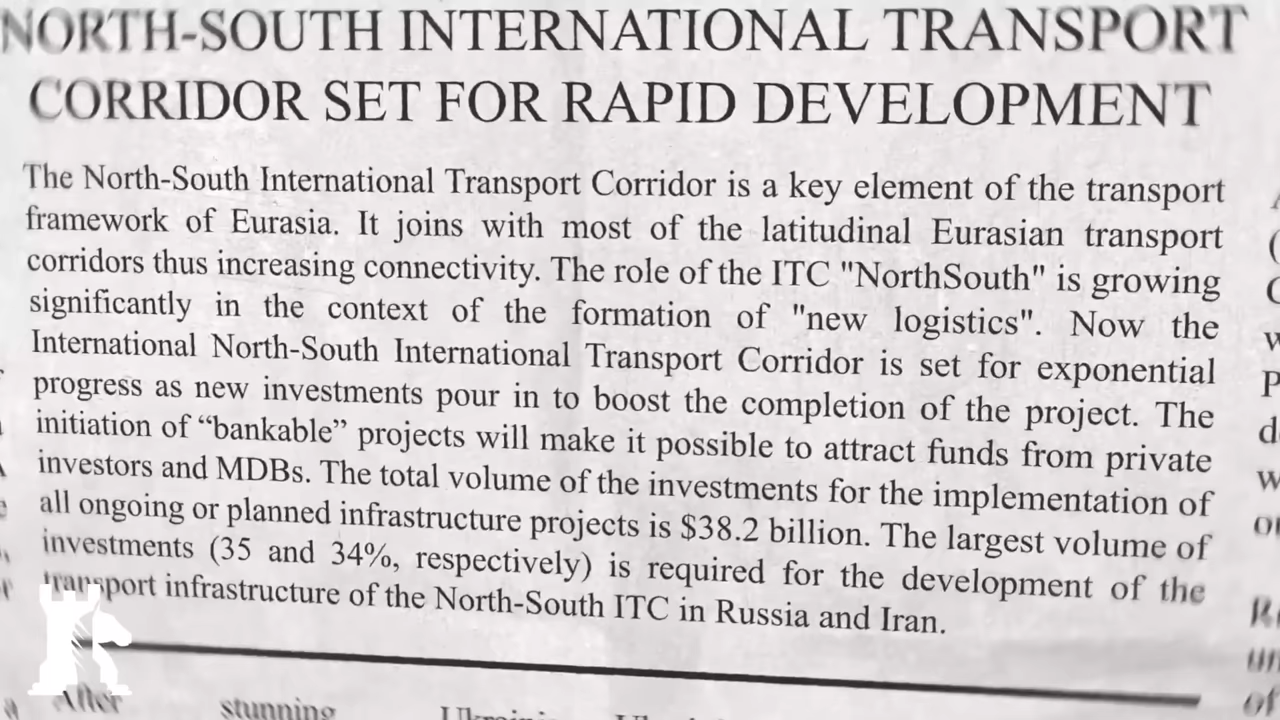 NORTH-SOUTH INTERNATIONAL TRANSPORT
CORRIDOR SET FOR RAPID DEVELOPMENT
The North-South International Transport Corridor is a key element of the transport
framework of Eurasia. It joins with most of the latitudinal Eurasian transport
corridors thus increasing connectivity. The role of the ITC "NorthSouth" is growing
significantly in the context of the formation of "new logistics". Now the
International North-South International Transport Corridor is set for exponential
progress as new investments pour in to boost the completion of the project. The
initiation of “bankable” projects will make it possible to attract funds from private
investors and MDBs. The total volume of the investments for the implementation of
all ongoing or planned infrastructure projects is $38.2 billion. The largest volume of
investments (35 and 34%, respectively) is required for the development of the
transport infrastructure of the North-South ITC in Russia and Iran.
After stunning